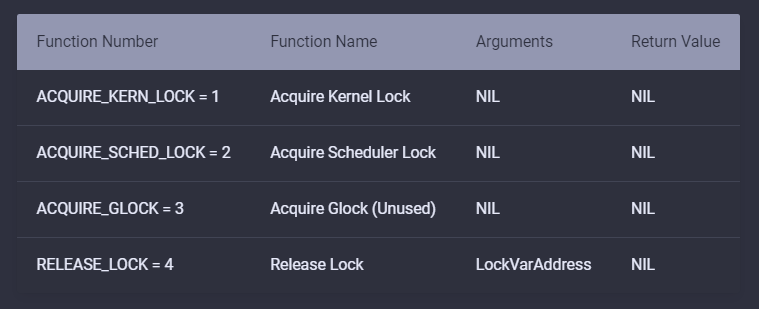 Function Number Function Name Arguments Return Value
ACQUIRE_KERN_LOCK = 1 Acquire Kernel Lock NIL NIL
ACQUIRE_SCHED_LOCK = 2 Acquire Scheduler Lock NIL NIL
ACQUIRE_GLOCK = 3 Acquire Glock (Unused) NIL NIL
RELEASE_LOCK = 4 Release Lock LockVarAddress NIL